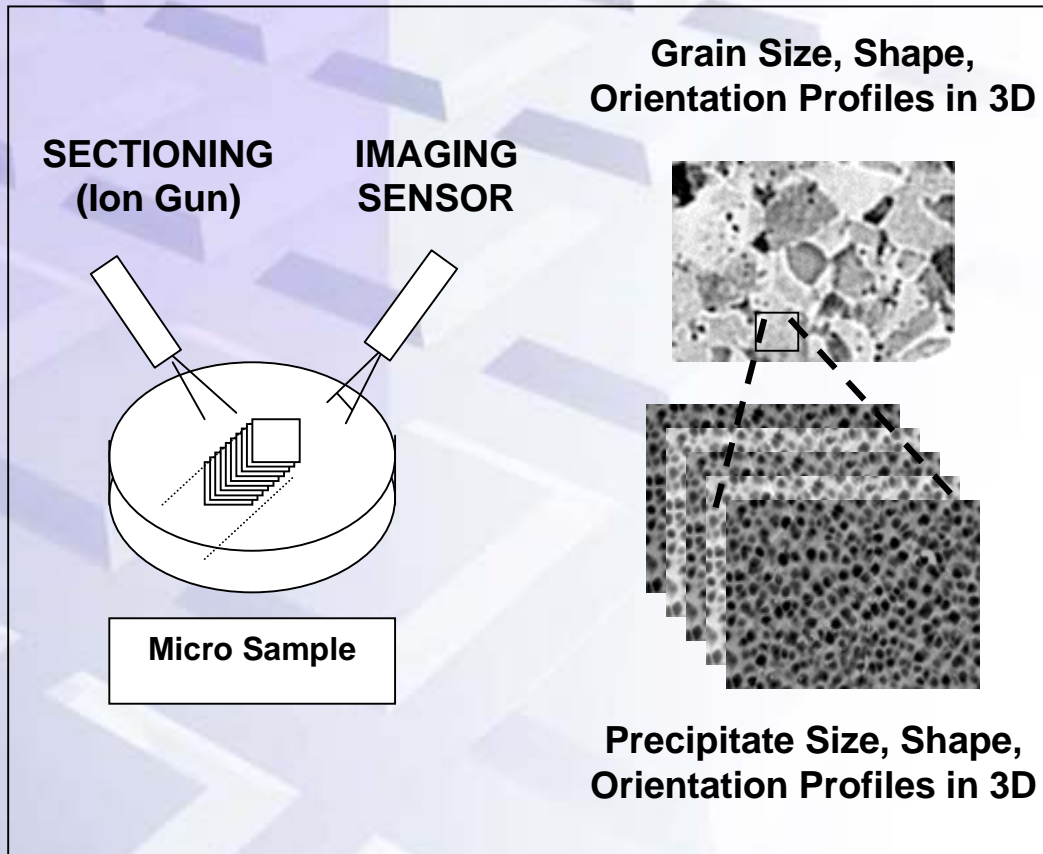 Grain Size, Shape,
Orientation Profiles in 3D
SECTIONING
(Ion Gun)
IMAGING
SENSOR
Micro Sample
Precipitate Size, Shape,
Orientation Profiles in 3D